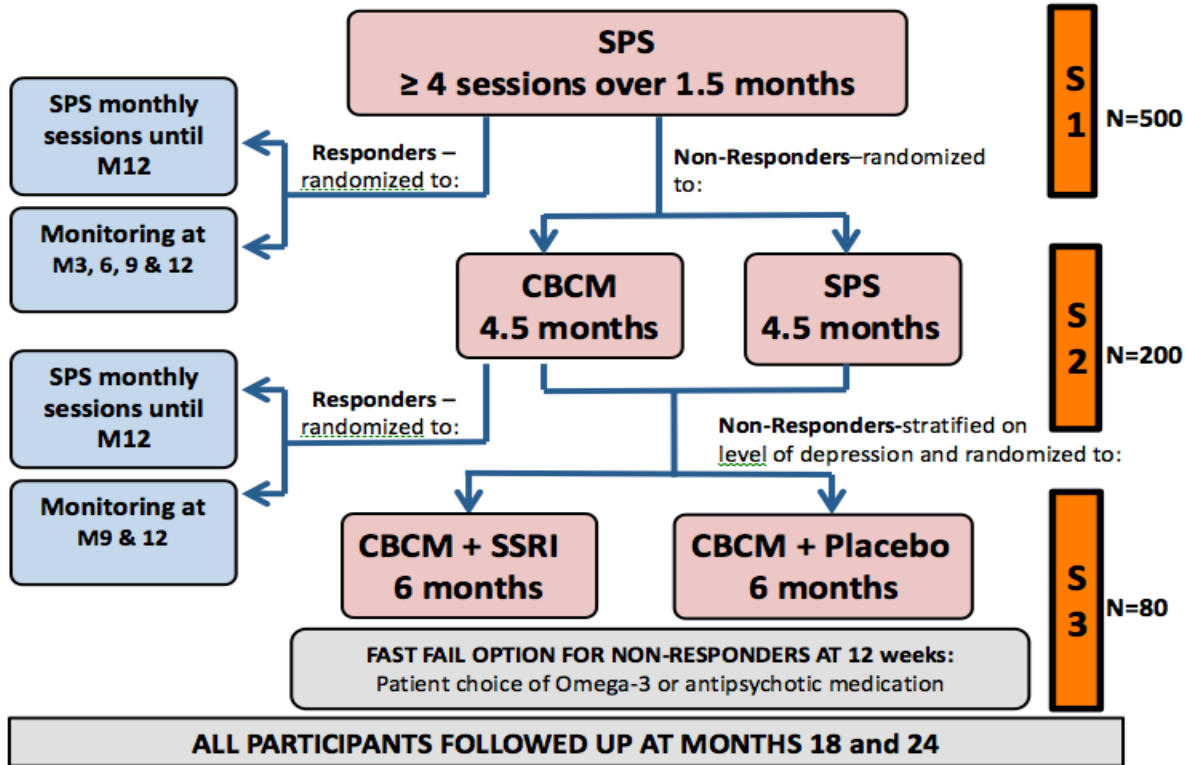 SPS
≥ 4 sessions over 1.5 months
S
1
N=500
SPS monthly
sessions until
M12
Responders –
randomized to:
Non-Responders–randomized
to:
Monitoring at
M3, 6, 9 & 12
CBCM
4.5 months
SPS
4.5 months
S
2
N=200
SPS monthly
sessions until
M12
Responders –
randomized to:
Non-Responders-stratified on
level of depression and randomized to:
Monitoring at
M9 & 12
CBCM + SSRI
6 months
CBCM + Placebo
6 months
S
3
N=80
FAST FAIL OPTION FOR NON-RESPONDERS AT 12 weeks:
Patient choice of Omega-3 or antipsychotic medication
ALL PARTICIPANTS FOLLOWED UP AT MONTHS 18 and 24